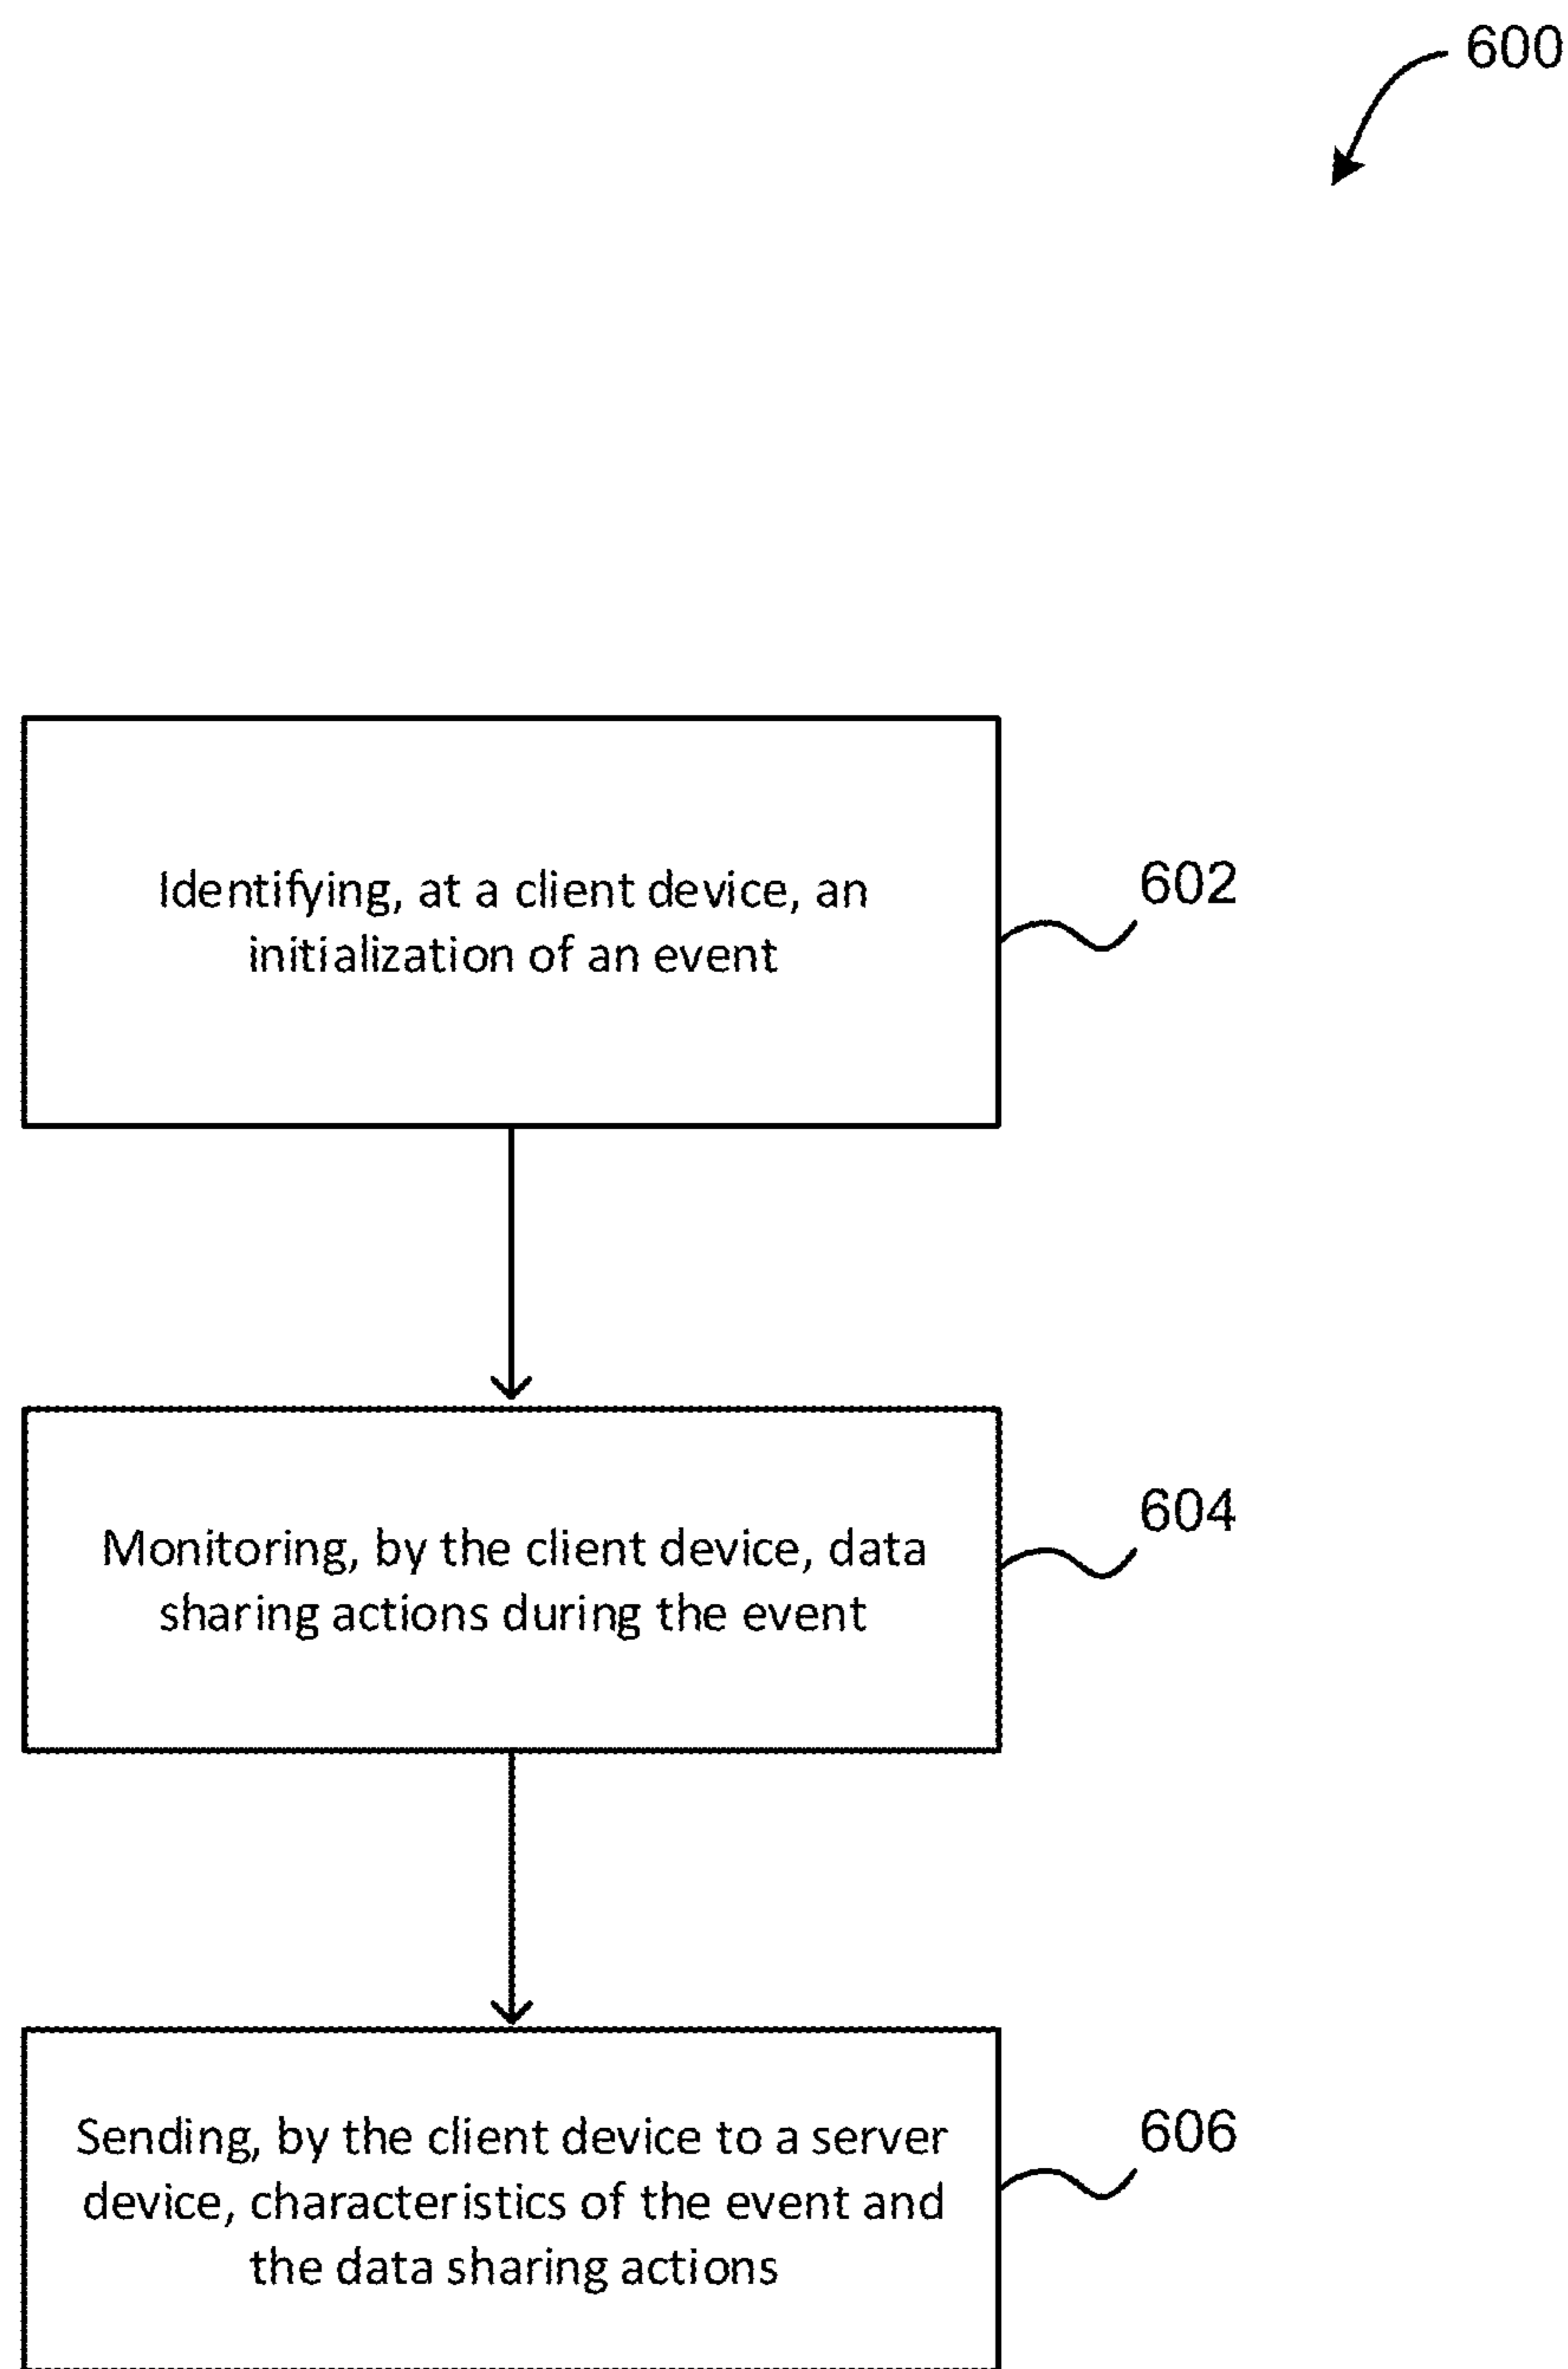 600
Identifying, at a client device, an
initialization of an event
602
Monitoring, by the client device, data
sharing actions during the event
604
Sending, by the client device to a server
device, characteristics of the event and
the data sharing actions
606